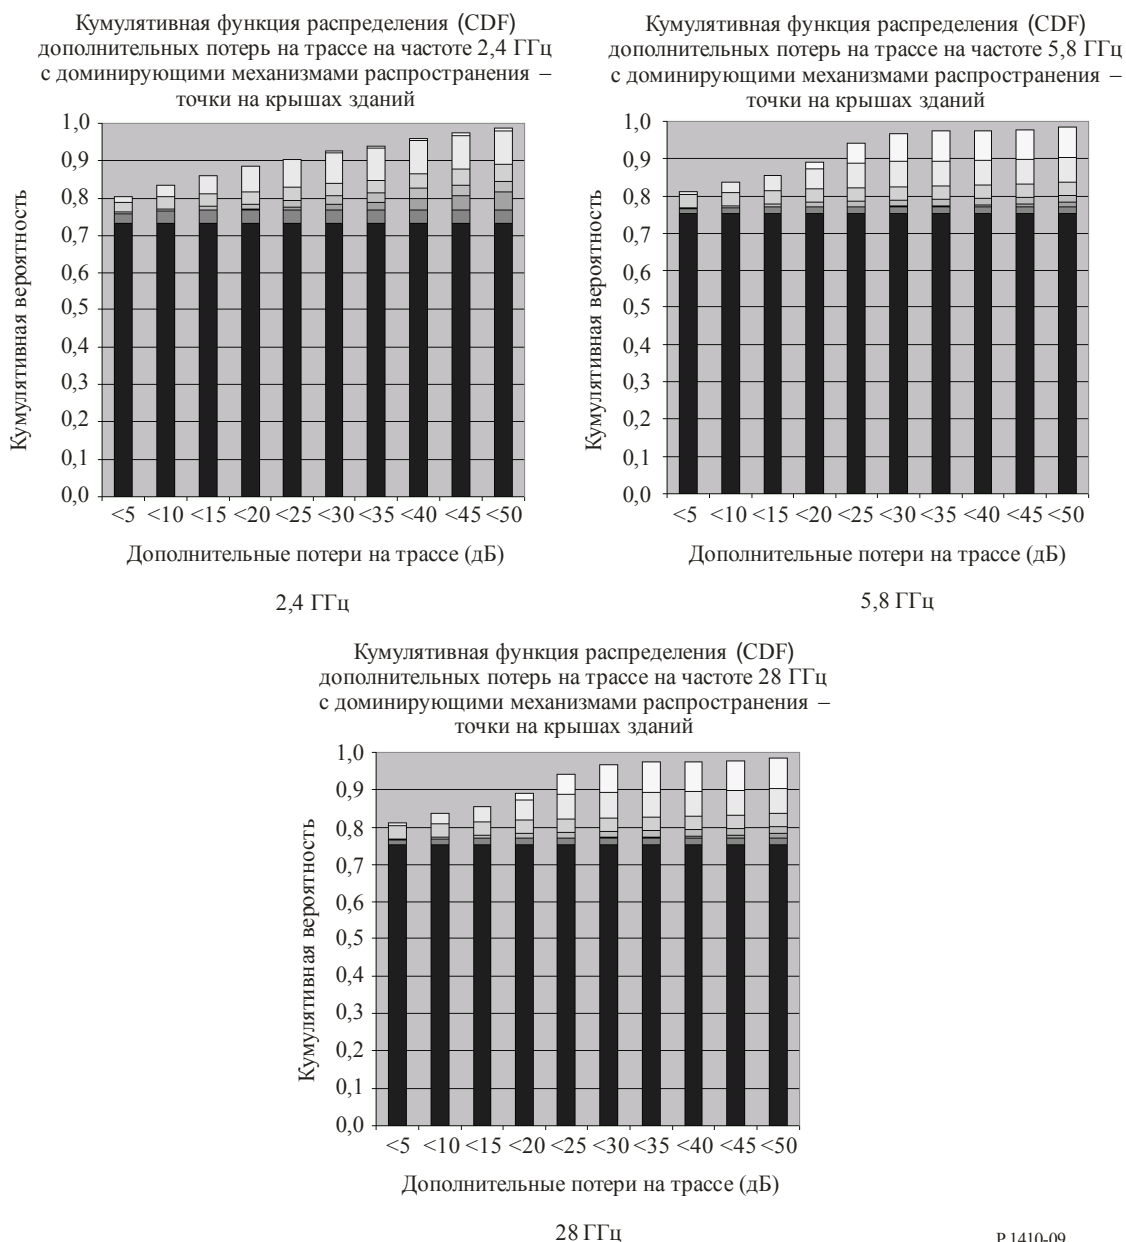 Кумулятивная функция распределения (CDF)
дополнительных потерь на трассе на частоте 2,4 ГГц
с доминирующими механизмами распространения –
точки на крышах зданий
Кумулятивная вероятность
1,0
0,9
0,8
0,7
0,6
0,5
0,4
0,3
0,2
0,1
0,0
<5 <10 <15 <20 <25 <30 <35 <40 <45 <50
Дополнительные потери на трассе (дБ)
2,4 ГГц
Кумулятивная функция распределения (CDF)
дополнительных потерь на трассе на частоте 5,8 ГГц
с доминирующими механизмами распространения –
точки на крышах зданий
Кумулятивная вероятность
1,0
0,9
0,8
0,7
0,6
0,5
0,4
0,3
0,2
0,1
0,0
<5 <10 <15 <20 <25 <30 <35 <40 <45 <50
Дополнительные потери на трассе (дБ)
5,8 ГГц
Кумулятивная функция распределения (CDF)
дополнительных потерь на трассе на частоте 28 ГГц
с доминирующими механизмами распространения –
точки на крышах зданий
Кумулятивная вероятность
1,0
0,9
0,8
0,7
0,6
0,5
0,4
0,3
0,2
0,1
0,0
<5 <10 <15 <20 <25 <30 <35 <40 <45 <50
Дополнительные потери на трассе (дБ)
28 ГГц
P.1410-09